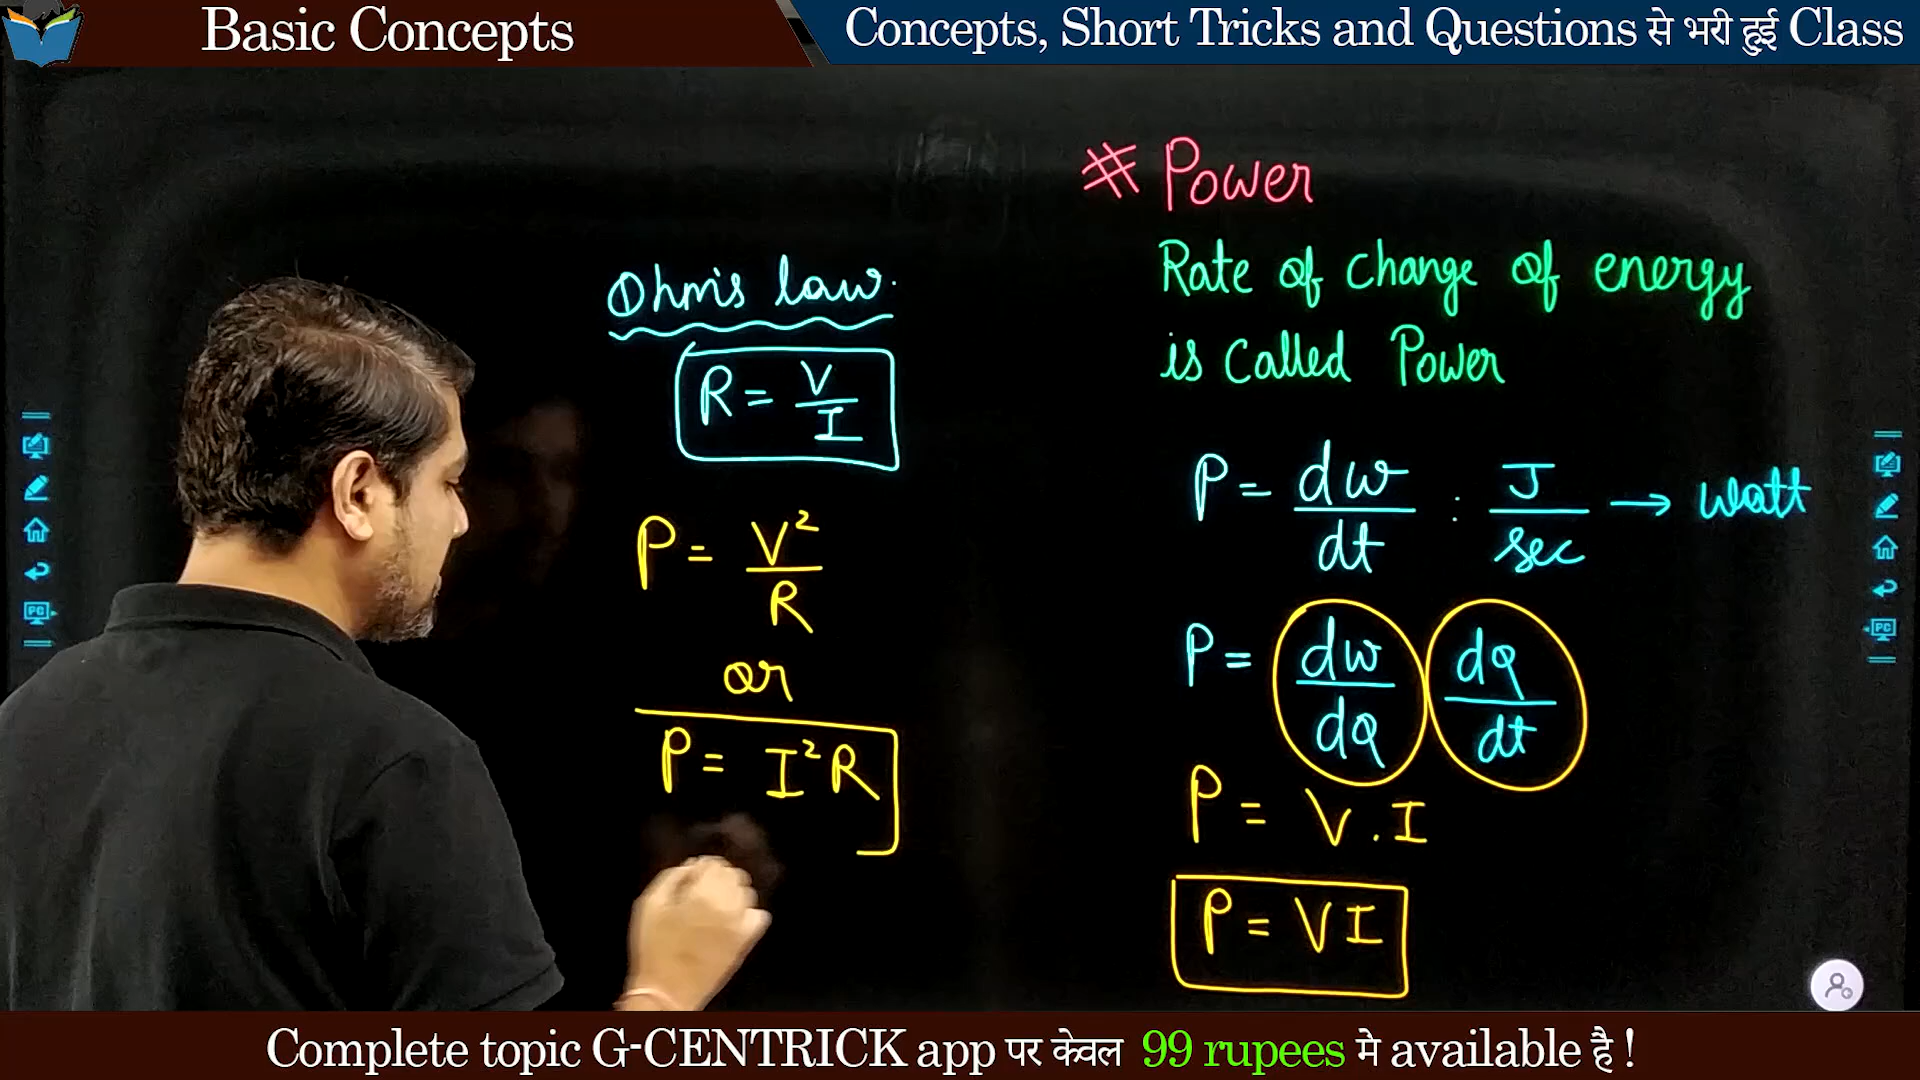 Basic Concepts
Concepts, Short Tricks and Questions से भरी हुई Class
# Power
Rate of change of energy
is called Power
P = dw/dt : J/sec → watt
P = dw/dQ dQ/dt
P = V . I
P = VI
Ohm's law.
R = V/I
P = V²/R
or
P = I²R
PC
PC
Complete topic G-CENTRICK app पर केवल 99 rupees मे available है !